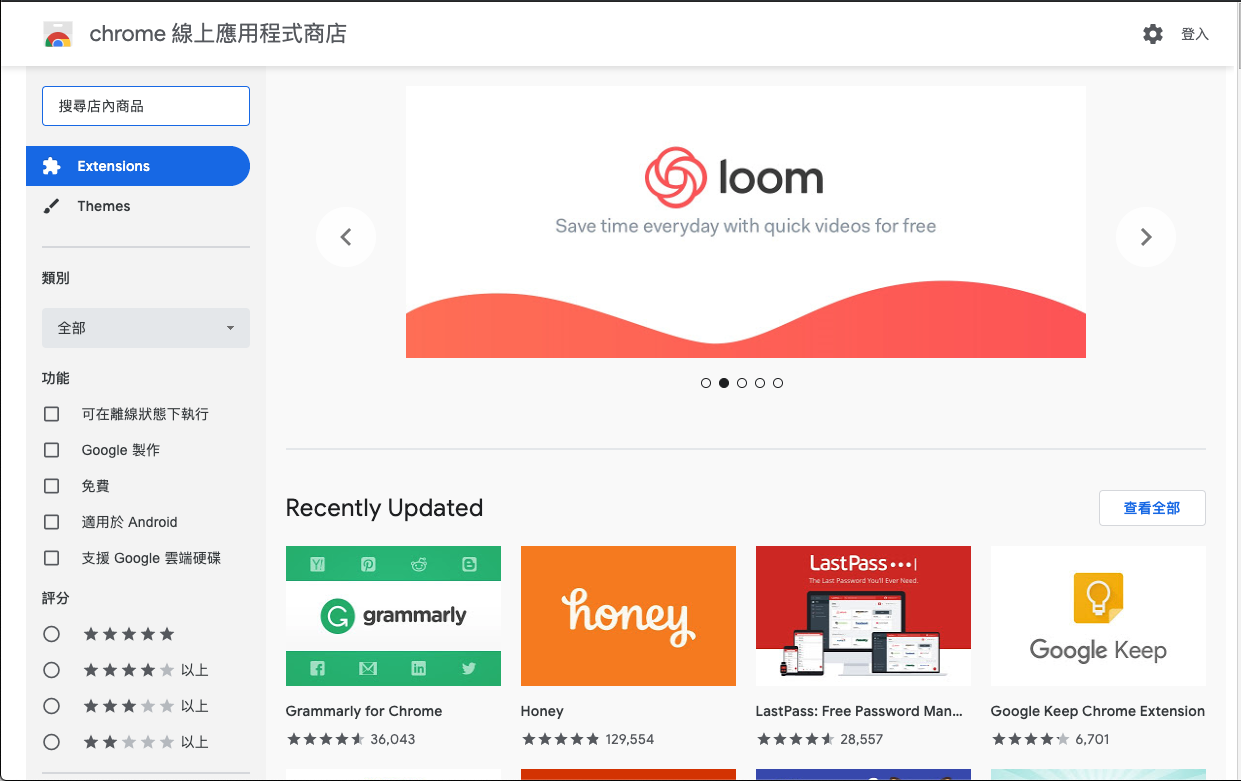 chrome 線上應用程式商店
登入
搜尋店內商品
Extensions
Themes
類別
全部
功能
可在離線狀態下執行
Google 製作
免費
適用於 Android
支援 Google 雲端硬碟
評分
以上
以上
以上
loom
Save time everyday with quick videos for free
Recently Updated
查看全部
grammarly
Grammarly for Chrome
36,043
honey
Honey
129,554
LastPass•••|
The Last Password You'll Ever Need.
LastPass: Free Password Man...
28,557
Google Keep
Google Keep Chrome Extension
6,701